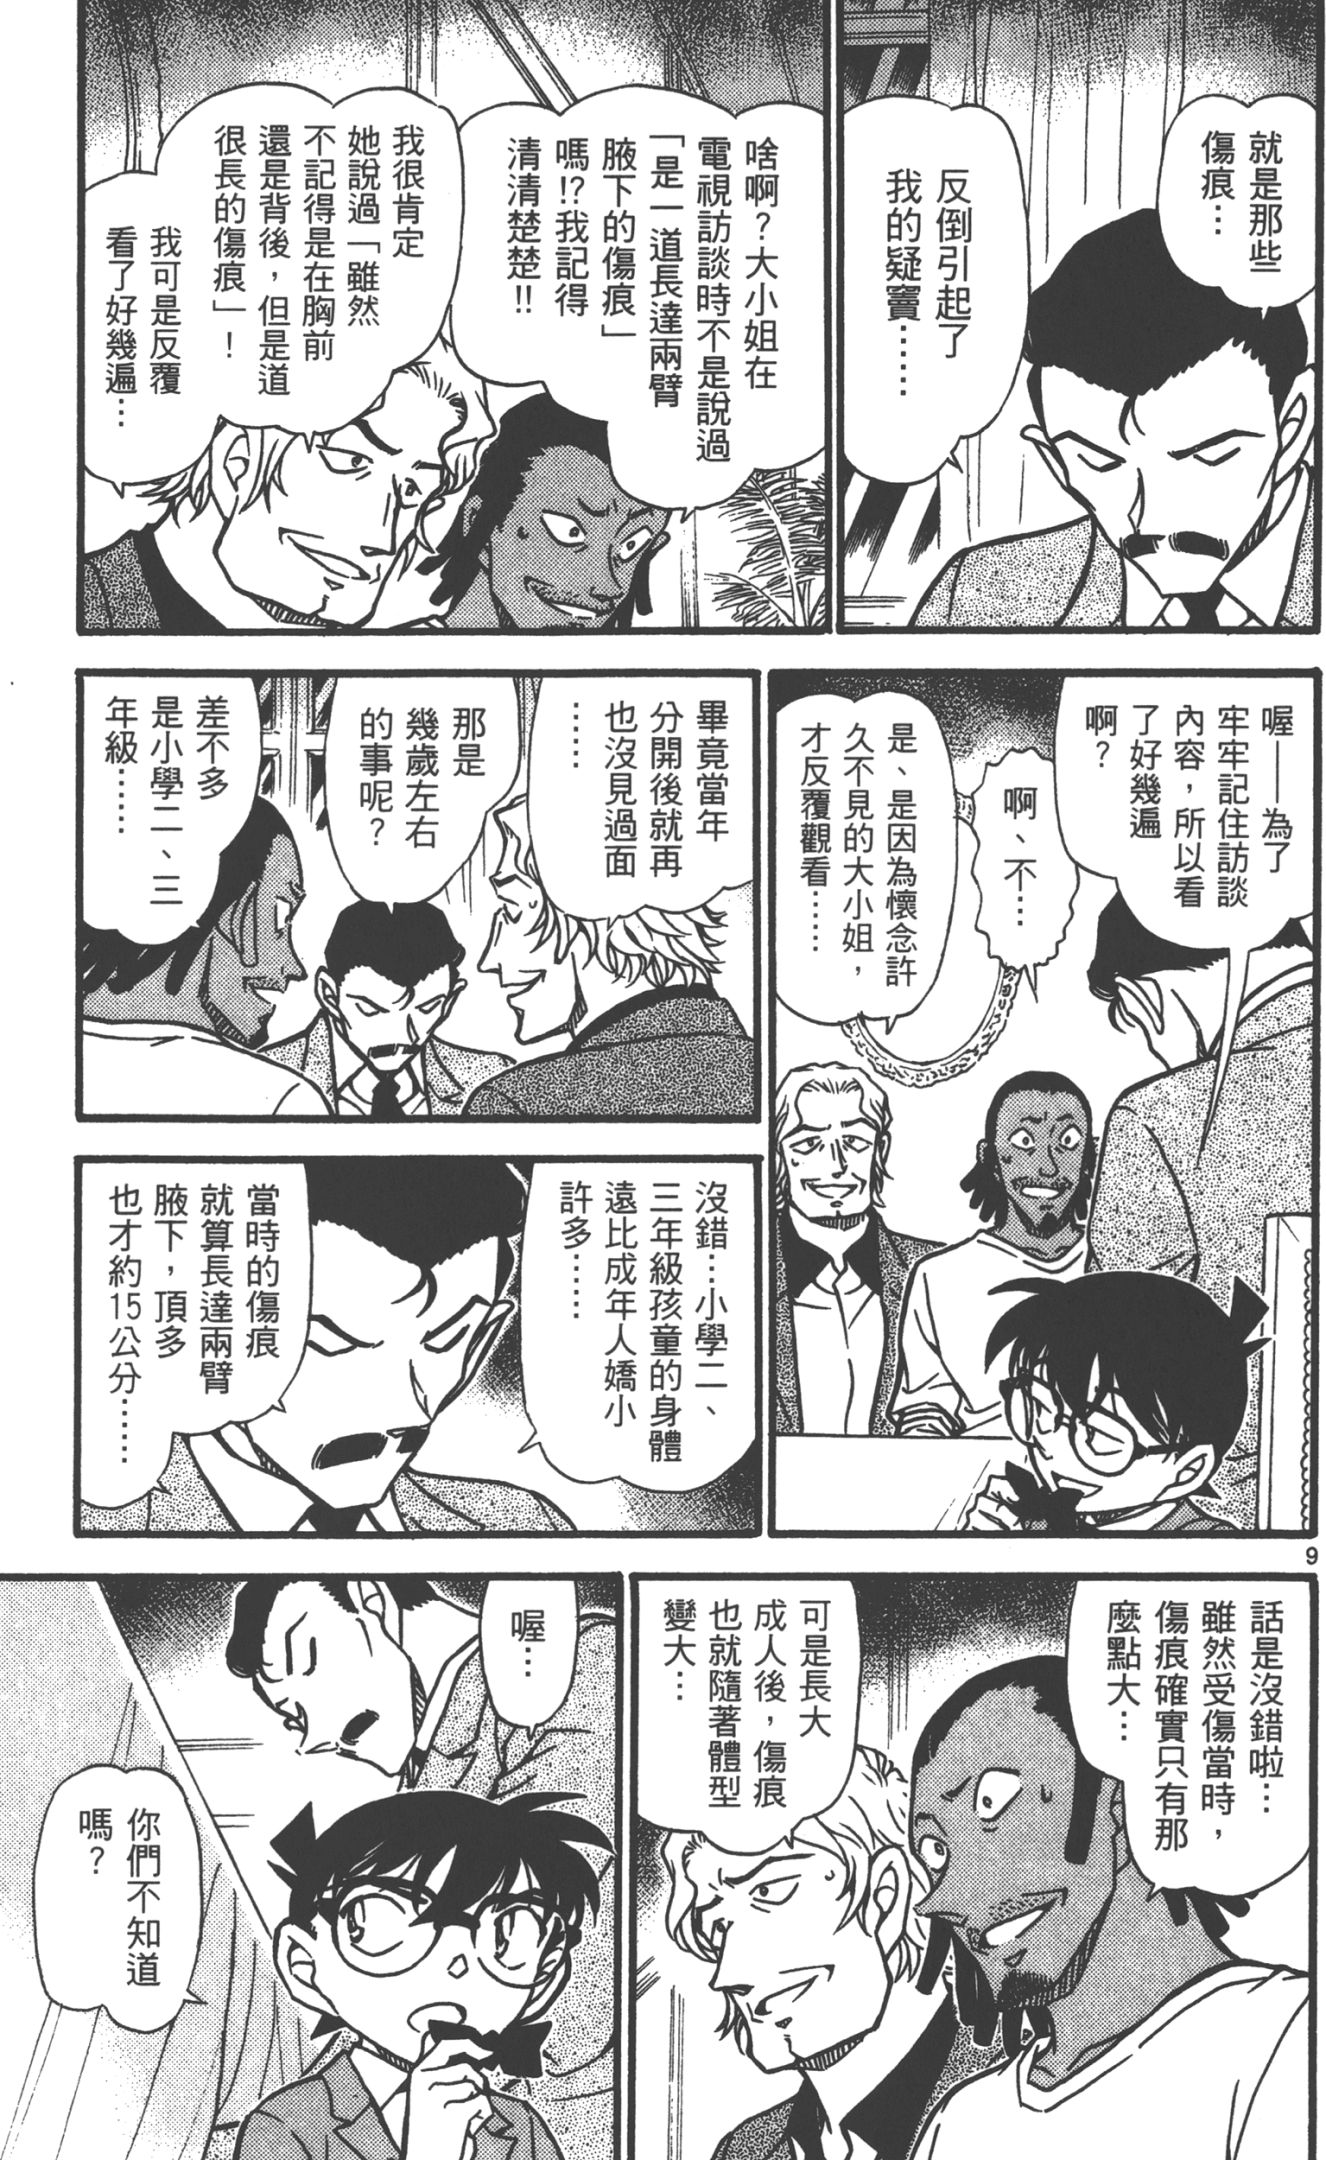 就是那些
傷痕…
反倒引起了
我的疑竇……
啥啊?大小姐在
電視訪談時不是說過
「是一道長達兩臂
腋下的傷痕」
嗎!?我記得
清清楚楚!!
我很肯定
她說過「雖然
不記得是在胸前
還是背後,但是道
很長的傷痕」!
我可是反覆
看了好幾遍…
喔——為了
牢牢記住訪談
內容,所以看
了好幾遍
啊?
啊、不…
是、是因為懷念許
久不見的大小姐,
才反覆觀看……
畢竟當年
分開後就再
也沒見過面
……
那是
幾歲左右
的事呢?
差不多
是小學二、三
年級……
沒錯…小學二、
三年級孩童的身體
遠比成年人嬌小
許多……
當時的傷痕
就算長達兩臂
腋下,頂多
也才約15公分……
9
話是沒錯啦…
雖然受傷當時,
傷痕確實只有那
麼點大…
可是長大
成人後,傷痕
也就隨著體型
變大…
喔…
你們不知道
嗎?